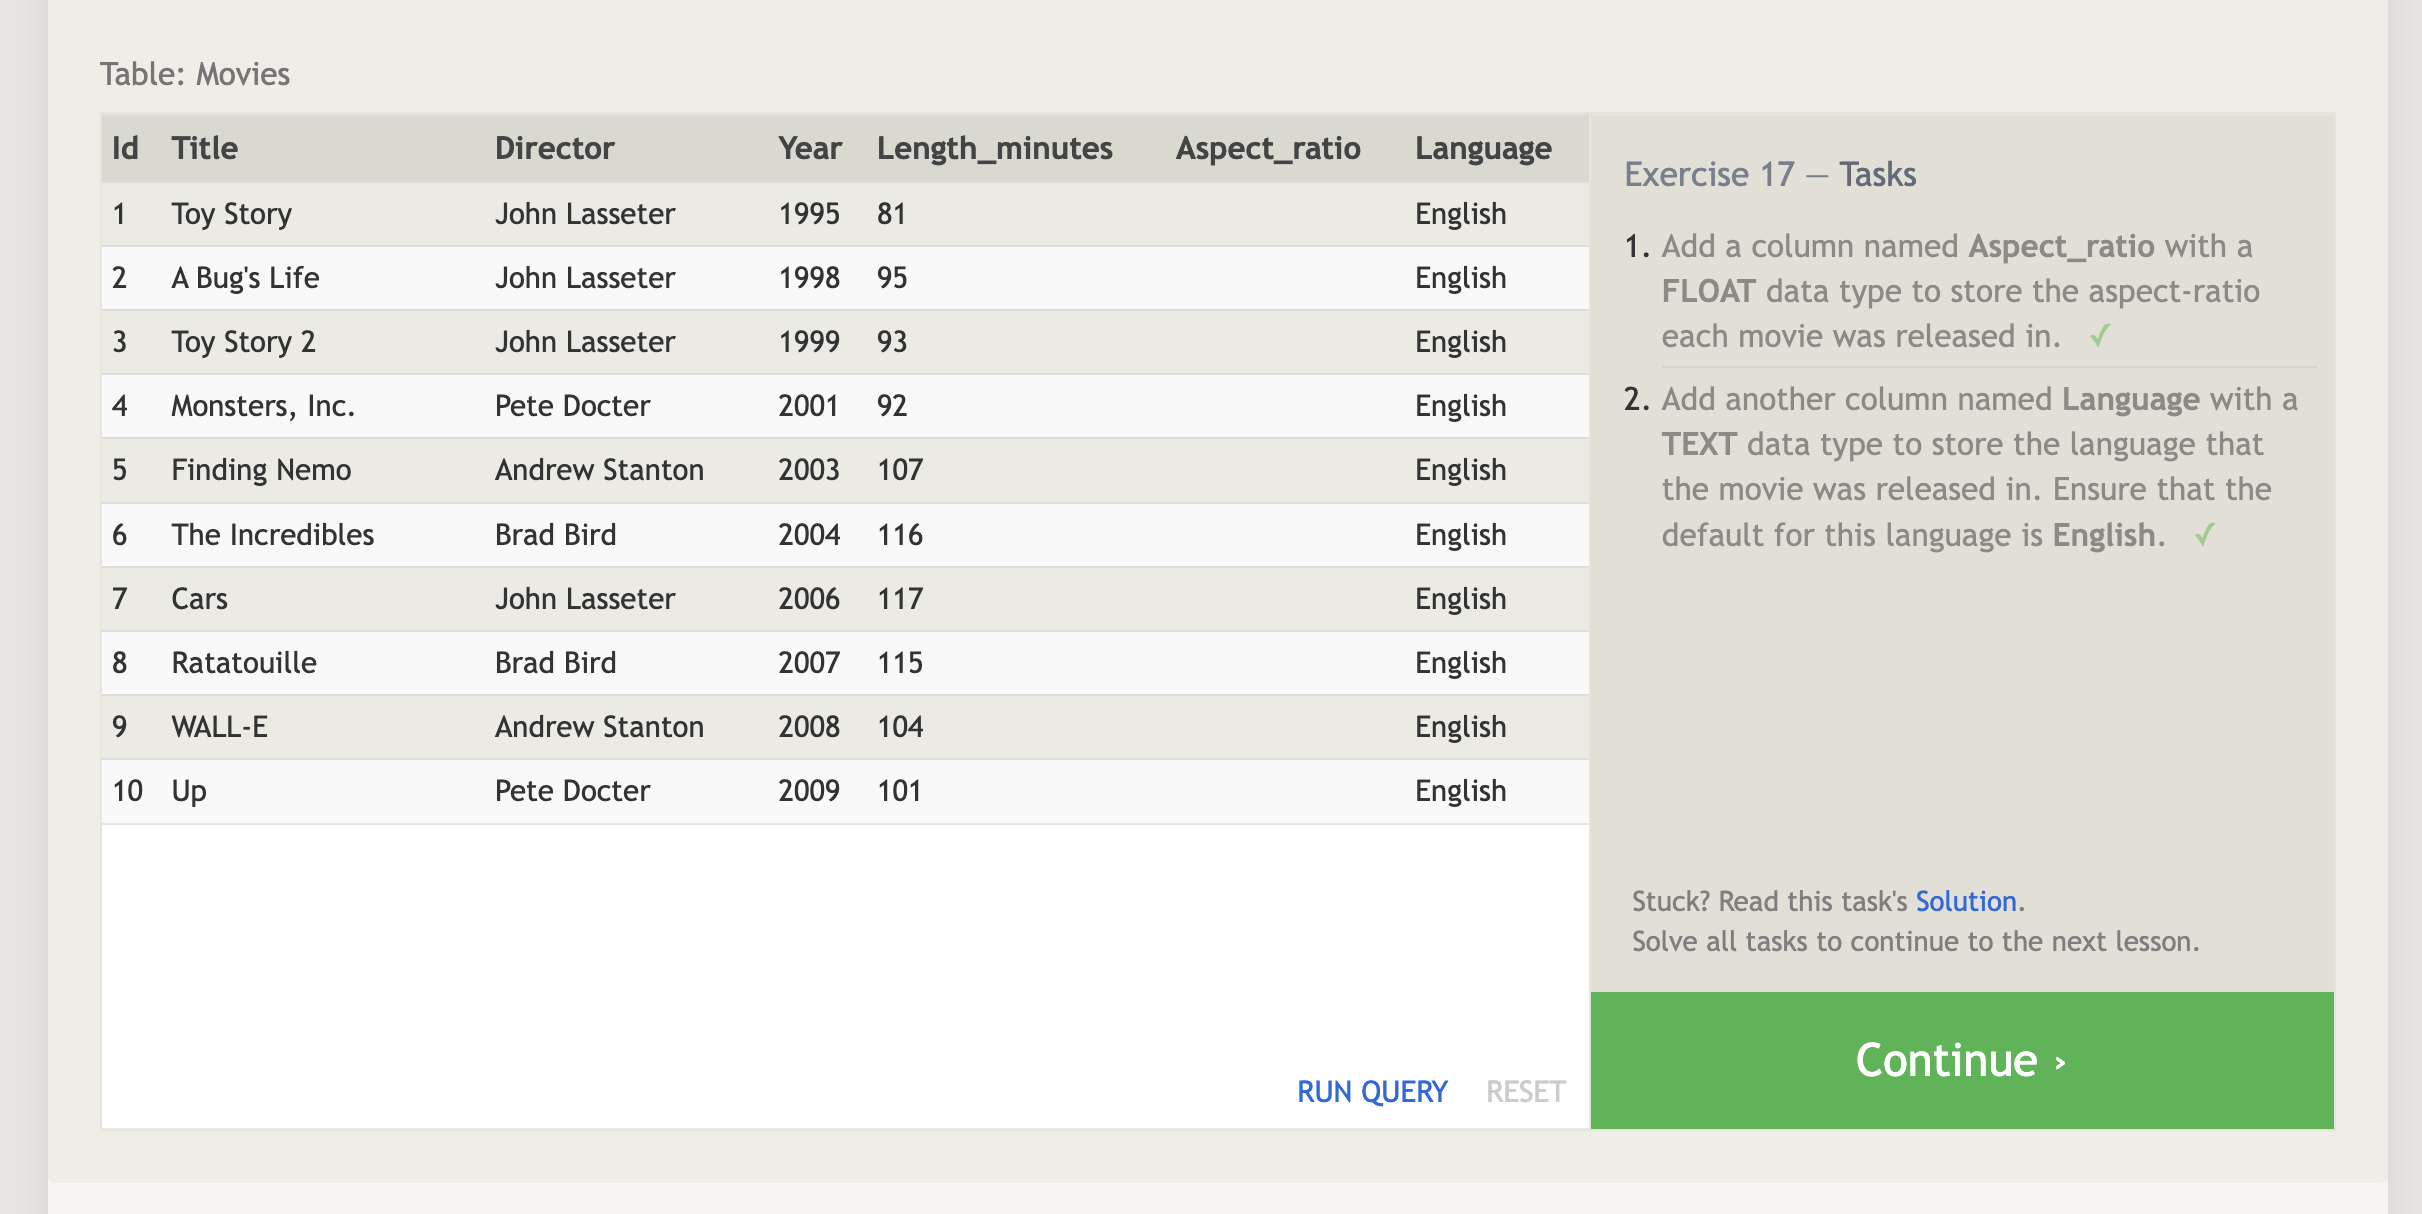 Table: Movies
Id Title Director Year Length_minutes Aspect_ratio Language
1 Toy Story John Lasseter 1995 81 English
2 A Bug's Life John Lasseter 1998 95 English
3 Toy Story 2 John Lasseter 1999 93 English
4 Monsters, Inc. Pete Docter 2001 92 English
5 Finding Nemo Andrew Stanton 2003 107 English
6 The Incredibles Brad Bird 2004 116 English
7 Cars John Lasseter 2006 117 English
8 Ratatouille Brad Bird 2007 115 English
9 WALL-E Andrew Stanton 2008 104 English
10 Up Pete Docter 2009 101 English
RUN QUERY RESET
Exercise 17 — Tasks
1. Add a column named Aspect_ratio with a
FLOAT data type to store the aspect-ratio
each movie was released in. ✓
2. Add another column named Language with a
TEXT data type to store the language that
the movie was released in. Ensure that the
default for this language is English. ✓
Stuck? Read this task's Solution.
Solve all tasks to continue to the next lesson.
Continue ›